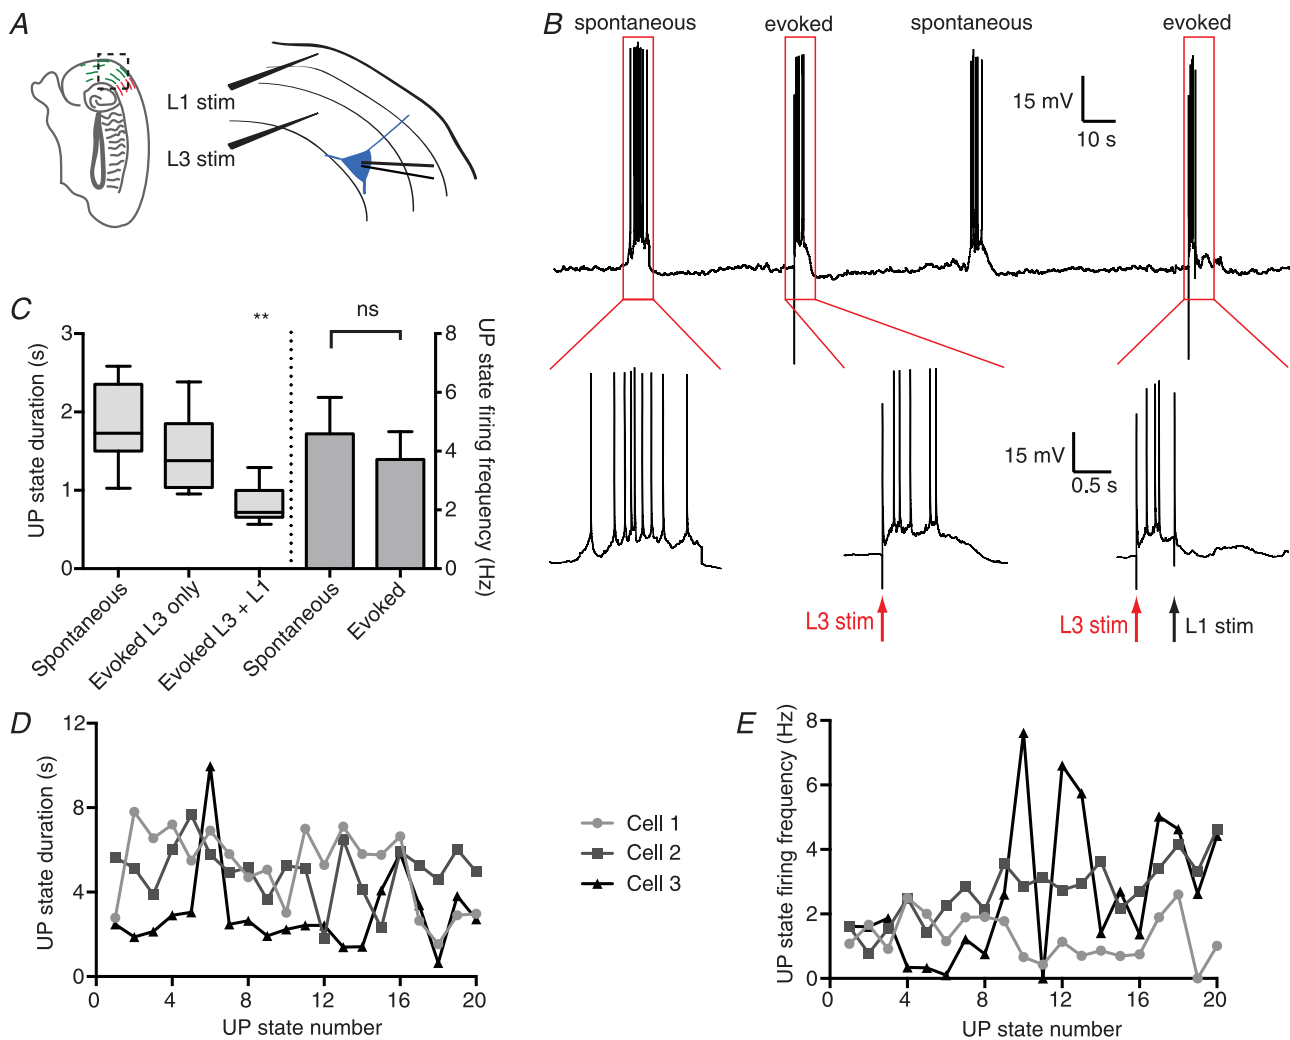 A
L1 stim
L3 stim
B
spontaneous
evoked
spontaneous
evoked
15 mV
10 s
L3 stim
15 mV
0.5 s
L3 stim
L1 stim
C
UP state duration (s)
3
2
1
0
**
ns
8
6
4
2
0
UP state firing frequency (Hz)
Spontaneous
Evoked L3 only
Evoked L3 + L1
Spontaneous
Evoked
D
UP state duration (s)
12
8
4
0
0 4 8 12 16 20
UP state number
Cell 1
Cell 2
Cell 3
E
UP state firing frequency (Hz)
8
6
4
2
0
0 4 8 12 16 20
UP state number